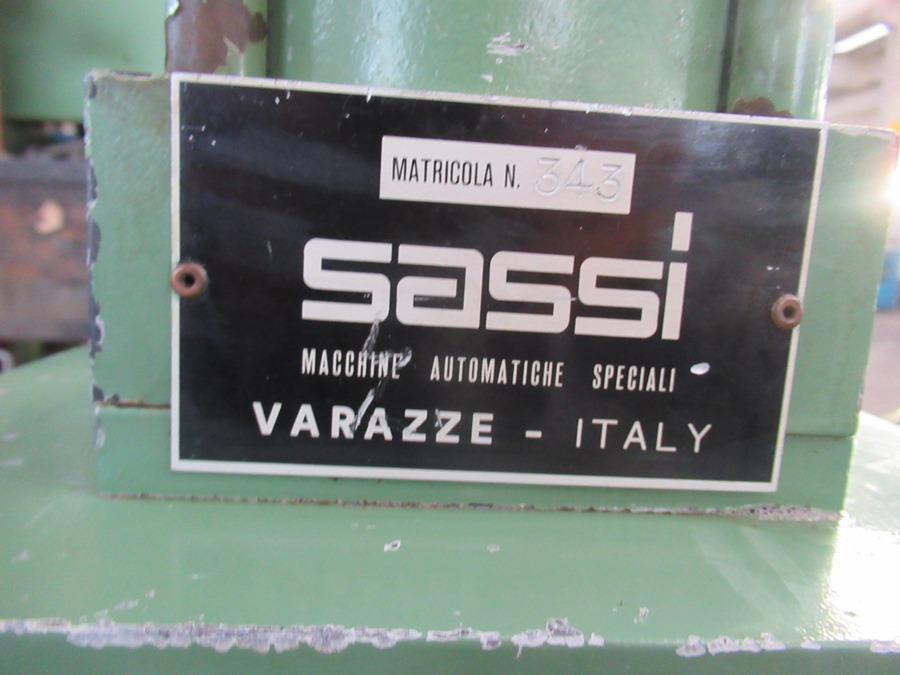 MATRICOLA N. 343
sassi
MACCHINE AUTOMATICHE SPECIALI
VARAZZE - ITALY